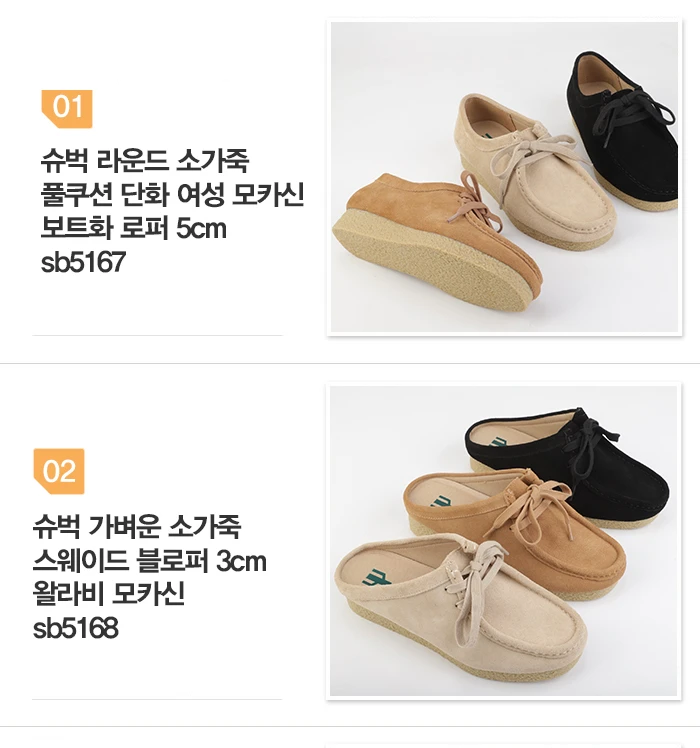 01
슈벅 라운드 소가죽
풀쿠션 단화 여성 모카신
보트화 로퍼 5cm
sb5167
02
슈벅 가벼운 소가죽
스웨이드 블로퍼 3cm
왈라비 모카신
sb5168